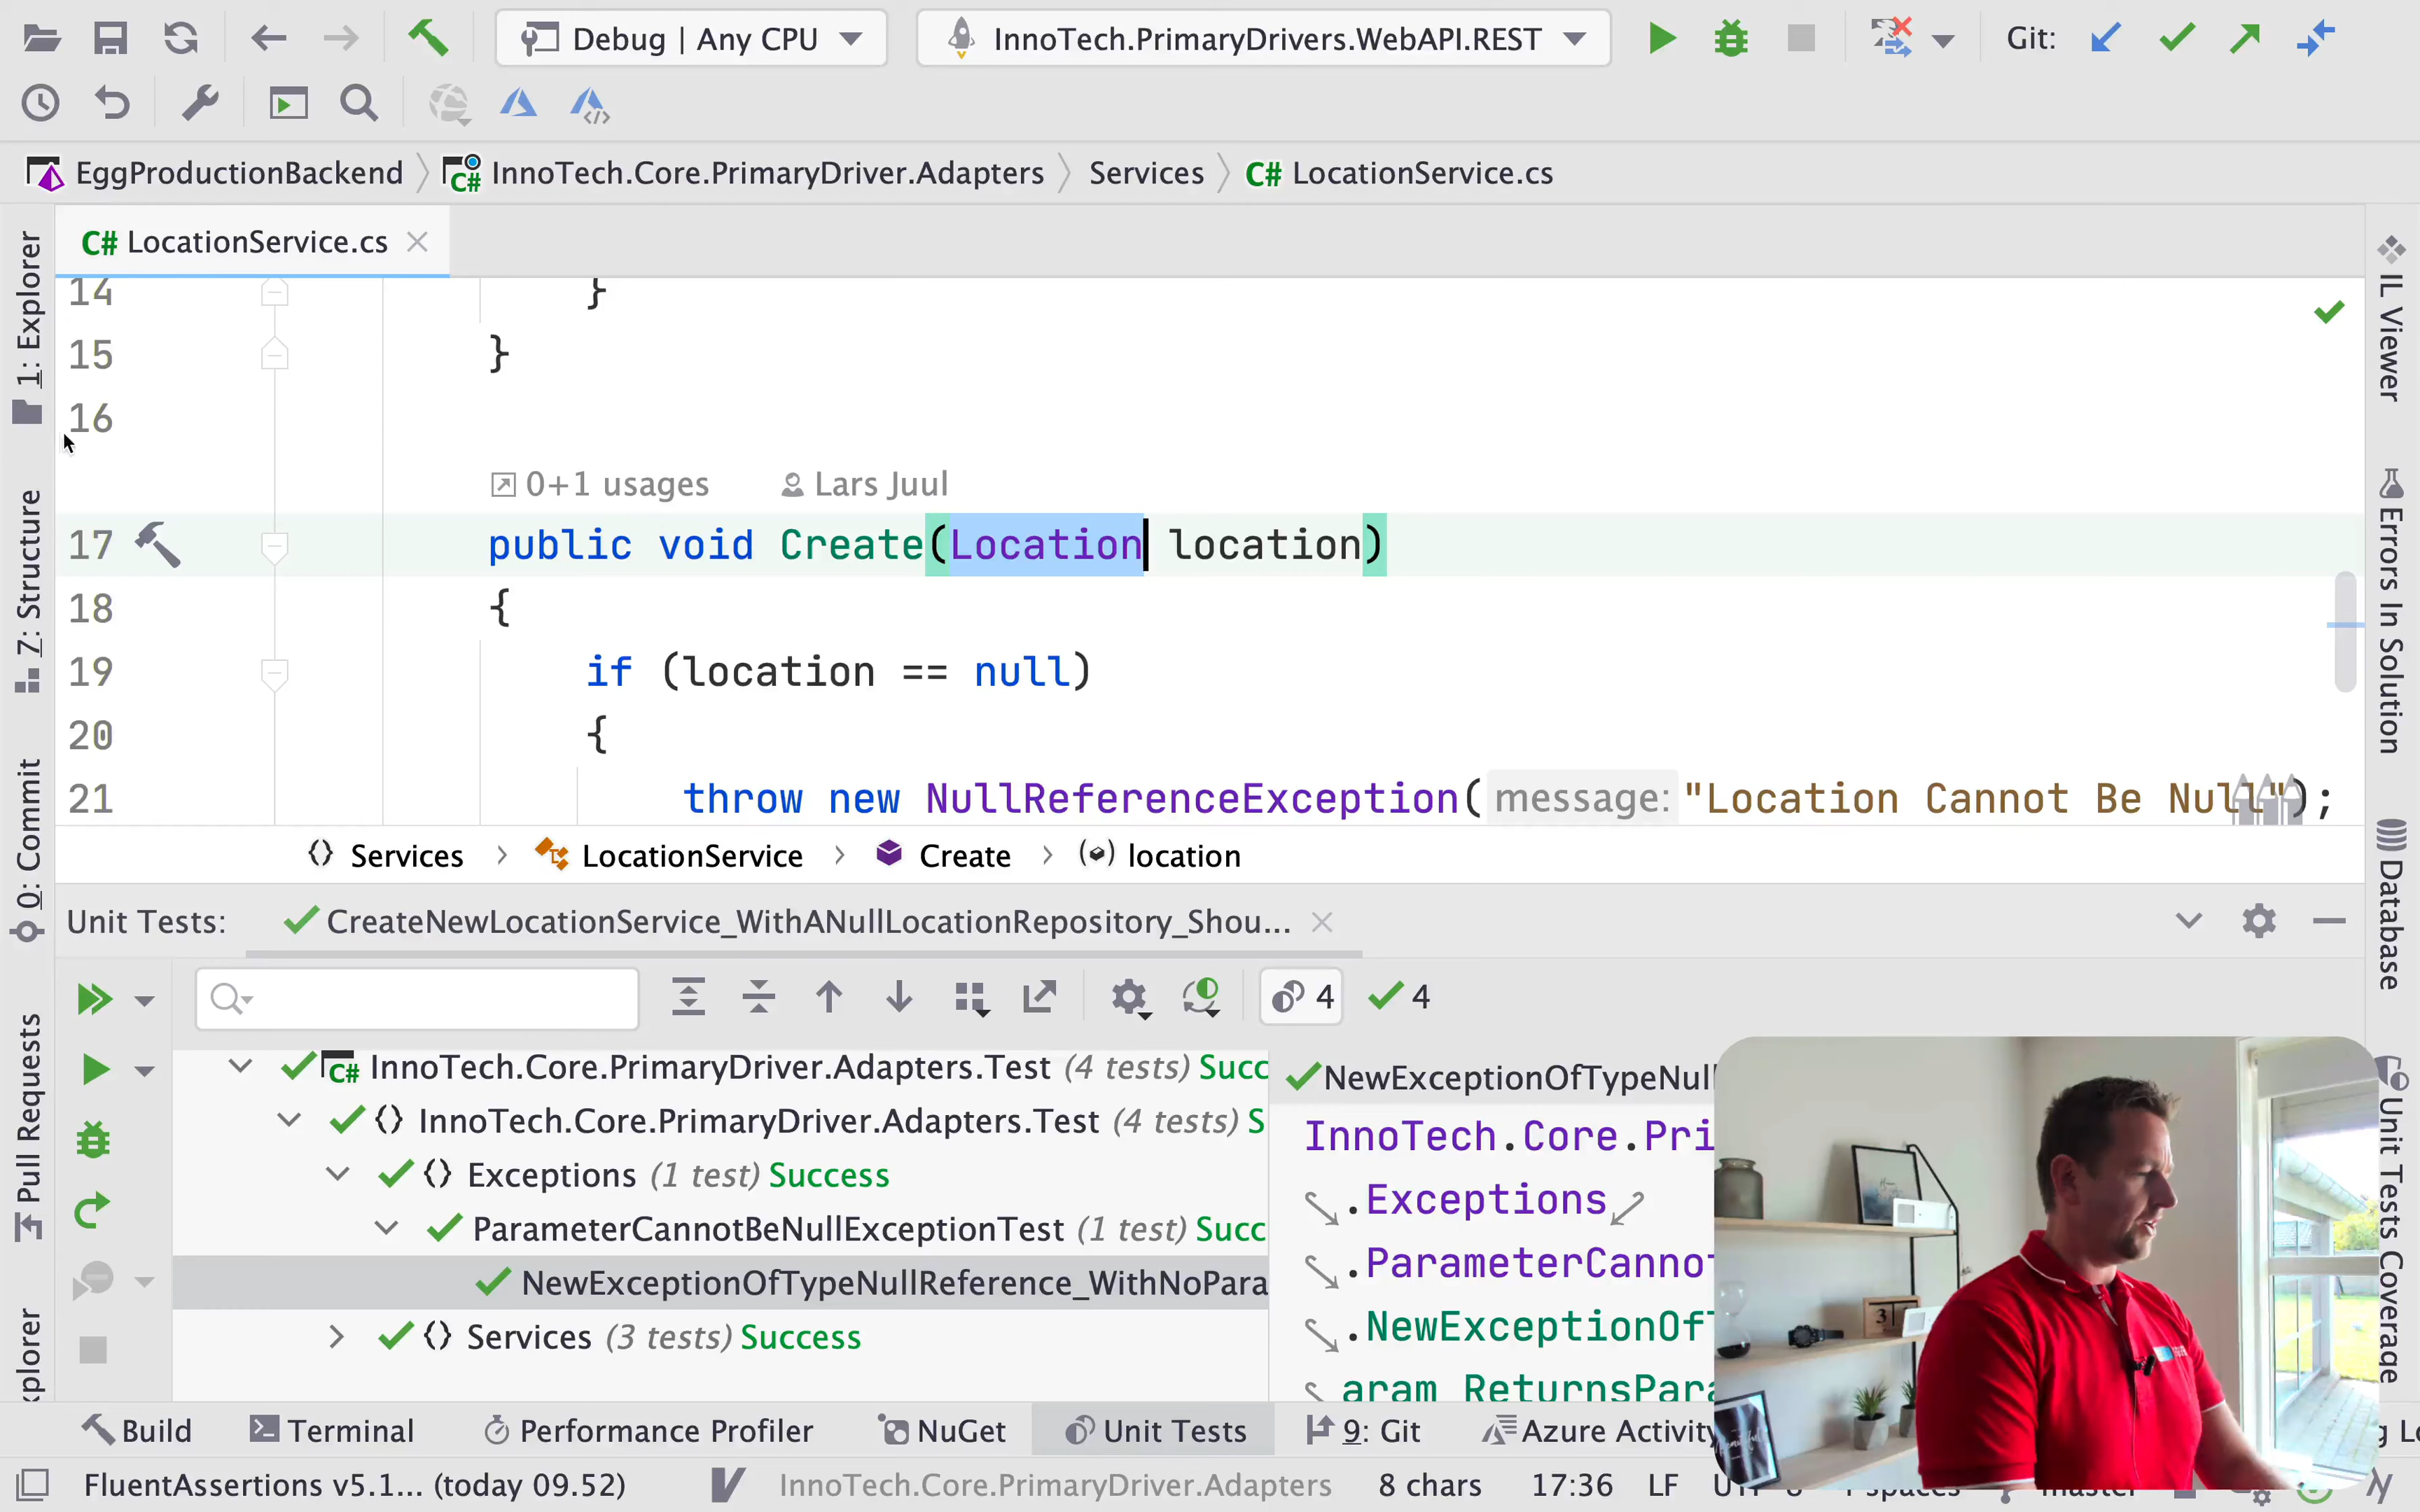 Debug | Any CPU
InnoTech.PrimaryDrivers.WebAPI.REST
Git:
EggProductionBackend
InnoTech.Core.PrimaryDriver.Adapters
Services
C# LocationService.cs
C# LocationService.cs
14 }
15 }
16
0+1 usages Lars Juul
17 public void Create(Location location)
18 {
19 if (location == null)
20 {
21 throw new NullReferenceException( message: "Location Cannot Be Null");
Services > LocationService > Create > location
Unit Tests: CreateNewLocationService_WithANullLocationRepository_Shou...
4 4
InnoTech.Core.PrimaryDriver.Adapters.Test (4 tests) Succ
InnoTech.Core.PrimaryDriver.Adapters.Test (4 tests) S
Exceptions (1 test) Success
ParameterCannotBeNullExceptionTest (1 test) Succ
NewExceptionOfTypeNullReference_WithNoPara
Services (3 tests) Success
NewExceptionOfTypeNul
InnoTech.Core.Pri
.Exceptions
.ParameterCanno
.NewExceptionOf
aram_ReturnsPar
Build
Terminal
Performance Profiler
NuGet
Unit Tests
9: Git
Azure Activity
FluentAssertions v5.1... (today 09.52)
InnoTech.Core.PrimaryDriver.Adapters
8 chars
17:36
LF
1: Explorer
7: Structure
0: Commit
Pull Requests
xplorer
IL Viewer
Errors In Solution
Database
Unit Tests Coverage